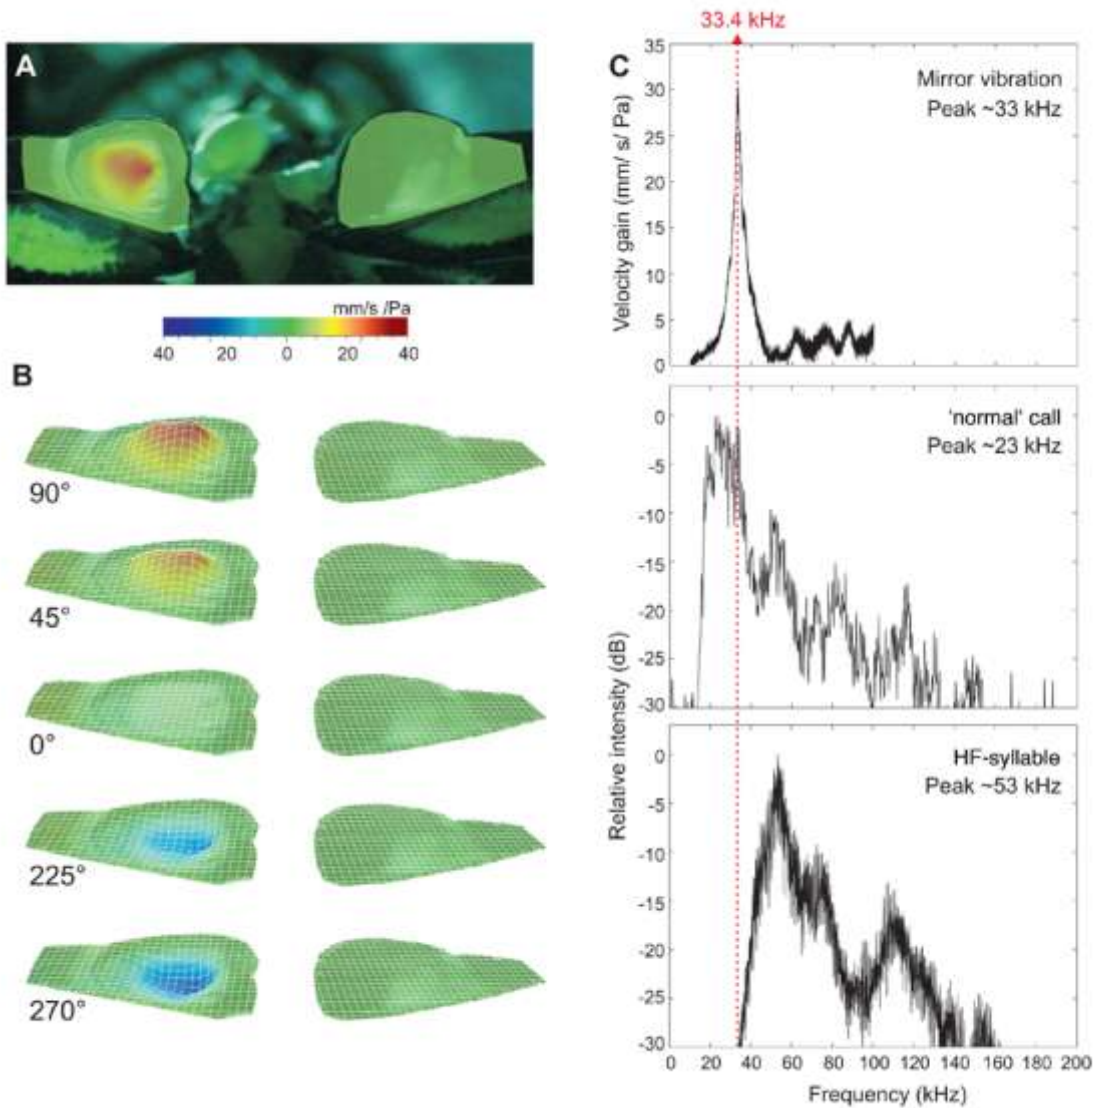 A
mm/s /Pa
40 20 0 20 40
B
90°
45°
0°
225°
270°
33.4 kHz
C
Mirror vibration
Peak ~33 kHz
Velocity gain (mm/ s/ Pa)
35
30
25
20
15
10
5
0
'normal' call
Peak ~23 kHz
0
-5
-10
-15
-20
-25
-30
Relative intensity (dB)
HF-syllable
Peak ~53 kHz
0
-5
-10
-15
-20
-25
-30
0 20 40 60 80 100 120 140 160 180 200
Frequency (kHz)